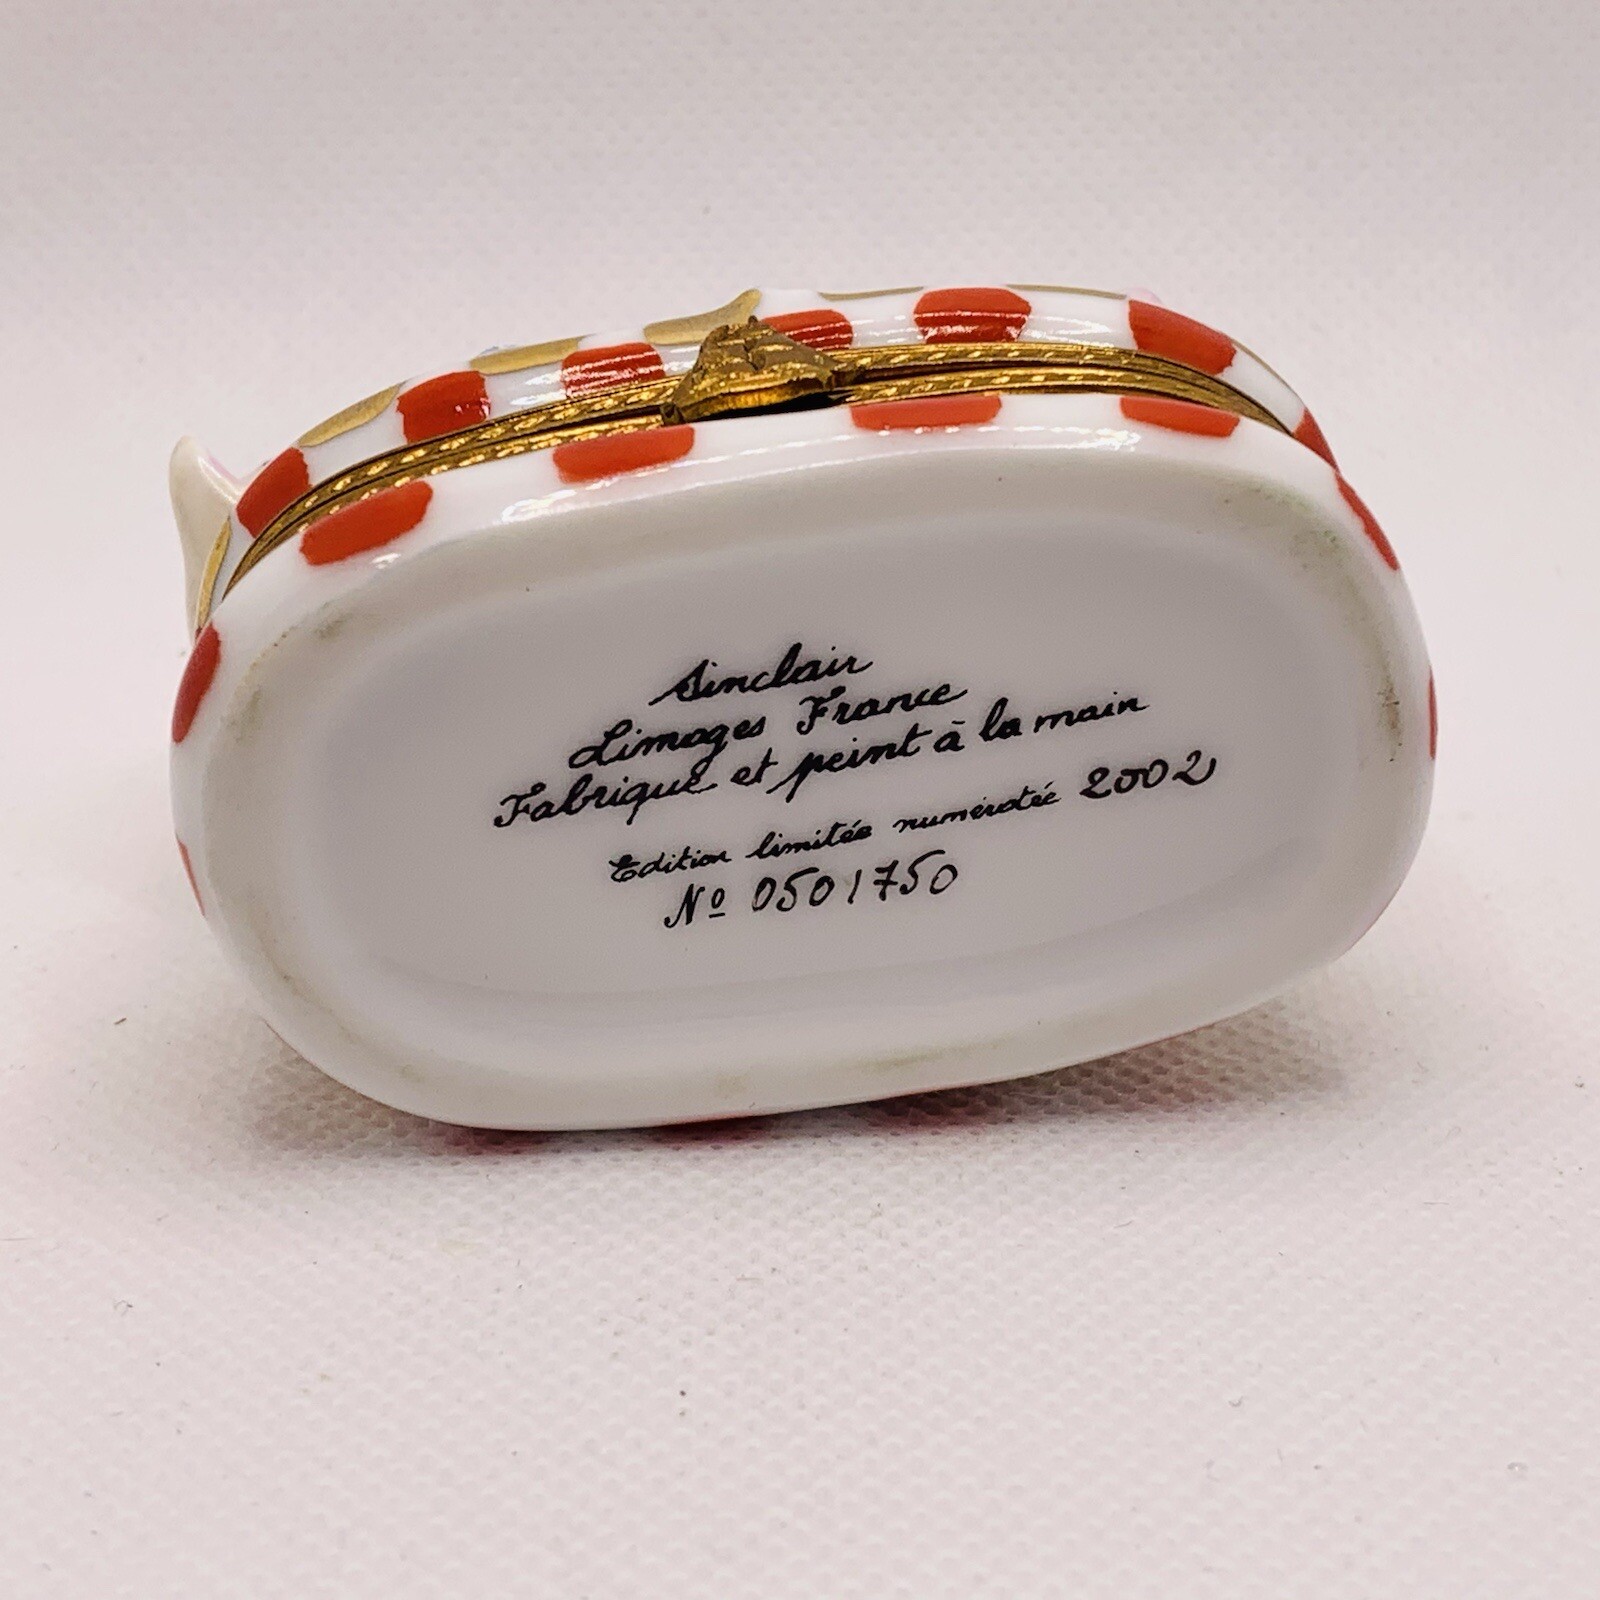 Sinclair
Limoges France
Fabrique et peint à la main
Edition limitée numérotée 2002
Nº 0501750